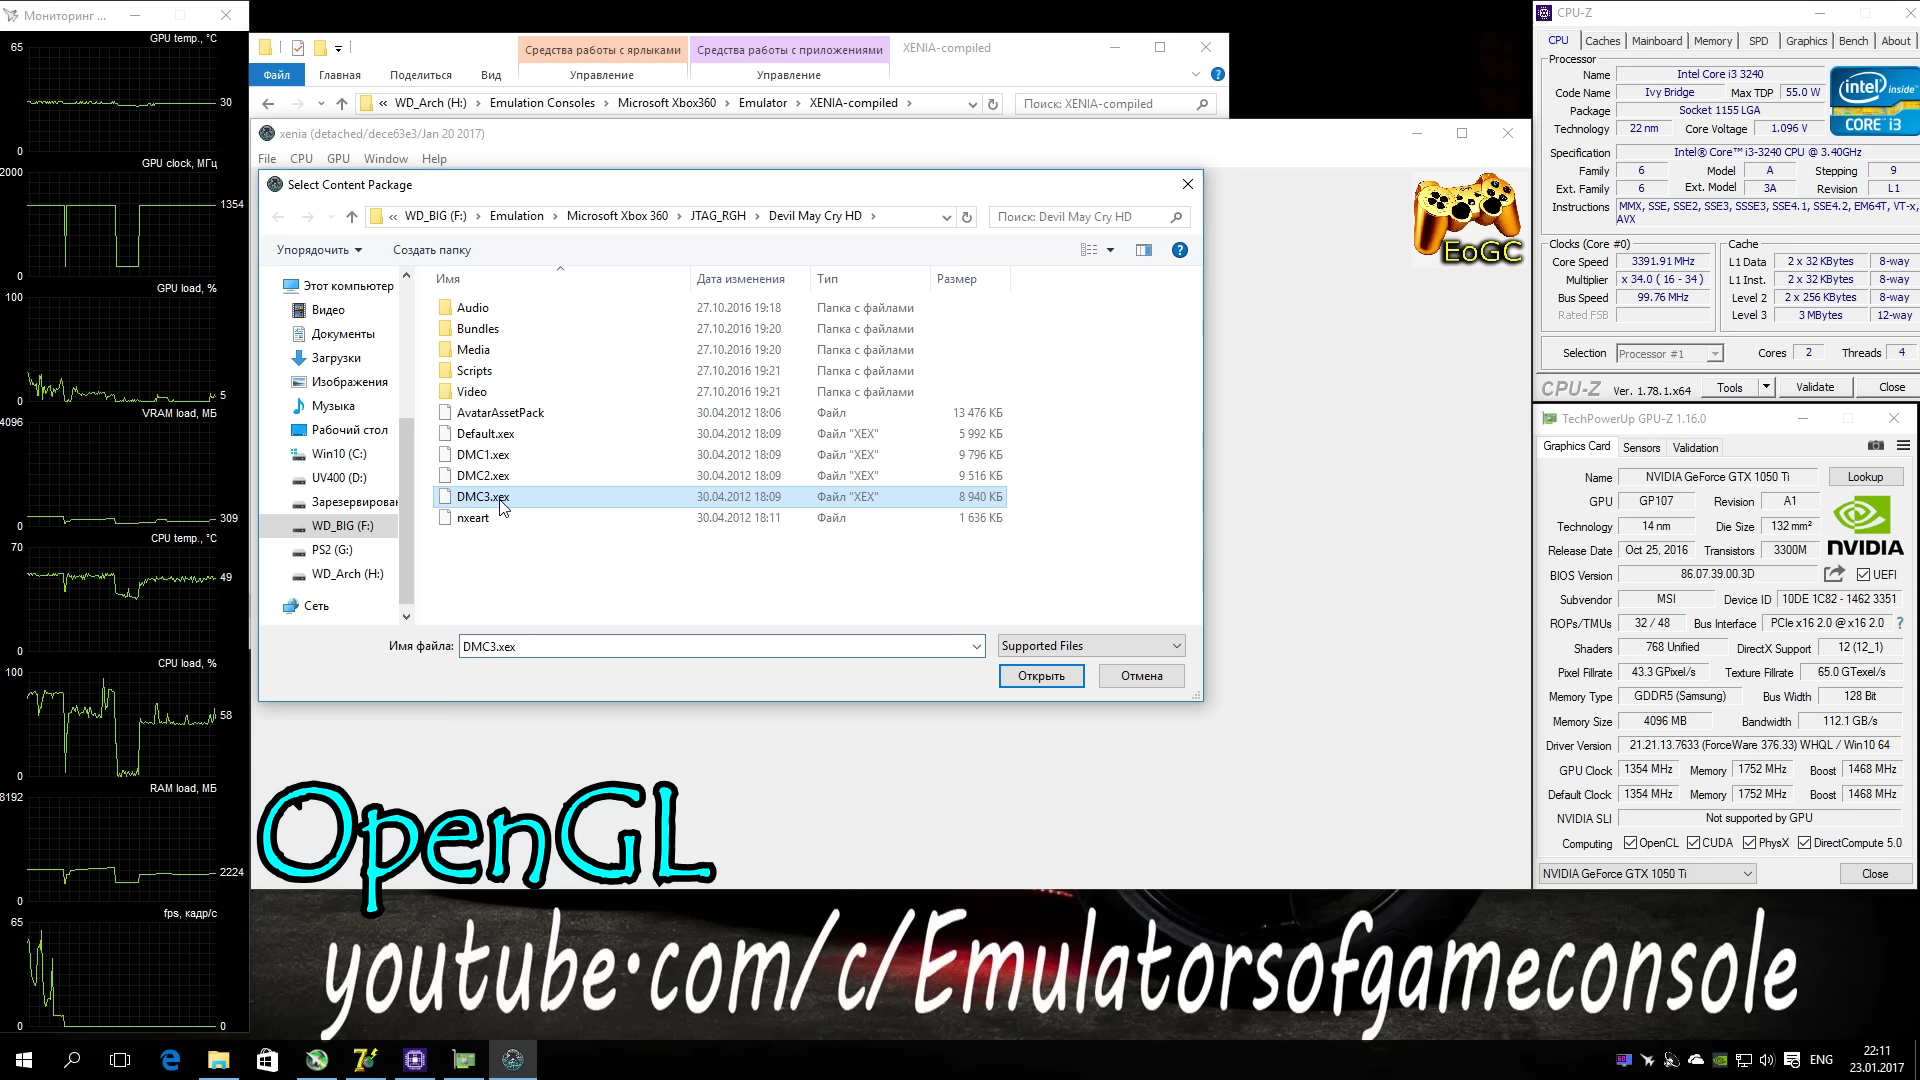 Мониторинг ...
GPU temp., °C
65
30
0
GPU clock, МГц
2000
1354
0
GPU load, %
100
5
0
VRAM load, МБ
4096
309
0
CPU temp., °C
70
49
0
CPU load, %
100
58
0
RAM load, МБ
8192
2224
0
fps, кадр/с
65
0
0
Средства работы с ярлыками
Средства работы с приложениями
XENIA-compiled
Файл
Главная
Поделиться
Вид
Управление
Управление
« WD_Arch (H:) › Emulation Consoles › Microsoft Xbox360 › Emulator › XENIA-compiled ›
Поиск: XENIA-compiled
xenia (detached/dece63e3/Jan 20 2017)
File CPU GPU Window Help
Select Content Package
« WD_BIG (F:) › Emulation › Microsoft Xbox 360 › JTAG_RGH › Devil May Cry HD ›
Поиск: Devil May Cry HD
Упорядочить
Создать папку
Этот компьютер
Видео
Документы
Загрузки
Изображения
Музыка
Рабочий стол
Win10 (C:)
UV400 (D:)
Зарезервирован
WD_BIG (F:)
PS2 (G:)
WD_Arch (H:)
Сеть
Имя Дата изменения Тип Размер
Audio 27.10.2016 19:18 Папка с файлами
Bundles 27.10.2016 19:20 Папка с файлами
Media 27.10.2016 19:20 Папка с файлами
Scripts 27.10.2016 19:21 Папка с файлами
Video 27.10.2016 19:21 Папка с файлами
AvatarAssetPack 30.04.2012 18:06 Файл 13 476 КБ
Default.xex 30.04.2012 18:09 Файл "XEX" 5 992 КБ
DMC1.xex 30.04.2012 18:09 Файл "XEX" 9 796 КБ
DMC2.xex 30.04.2012 18:09 Файл "XEX" 9 516 КБ
DMC3.xex 30.04.2012 18:09 Файл "XEX" 8 940 КБ
nxeart 30.04.2012 18:11 Файл 1 636 КБ
Имя файла: DMC3.xex
Supported Files
Открыть
Отмена
EoGC
OpenGL
youtube.com/c/Emulatorsofgameconsole
CPU-Z
CPU Caches Mainboard Memory SPD Graphics Bench About
Processor
Name Intel Core i3 3240
Code Name Ivy Bridge Max TDP 55.0 W
Package Socket 1155 LGA
Technology 22 nm Core Voltage 1.096 V
intel inside
CORE i3
Specification Intel® Core™ i3-3240 CPU @ 3.40GHz
Family 6 Model A Stepping 9
Ext. Family 6 Ext. Model 3A Revision L1
Instructions MMX, SSE, SSE2, SSE3, SSSE3, SSE4.1, SSE4.2, EM64T, VT-x,
AVX
Clocks (Core #0)
Core Speed 3391.91 MHz
Multiplier x 34.0 ( 16 - 34 )
Bus Speed 99.76 MHz
Rated FSB
Cache
L1 Data 2 x 32 KBytes 8-way
L1 Inst. 2 x 32 KBytes 8-way
Level 2 2 x 256 KBytes 8-way
Level 3 3 MBytes 12-way
Selection Processor #1 Cores 2 Threads 4
CPU-Z Ver. 1.78.1.x64 Tools Validate Close
TechPowerUp GPU-Z 1.16.0
Graphics Card Sensors Validation
Name NVIDIA GeForce GTX 1050 Ti Lookup
GPU GP107 Revision A1
Technology 14 nm Die Size 132 mm²
Release Date Oct 25, 2016 Transistors 3300M
NVIDIA
BIOS Version 86.07.39.00.3D UEFI
Subvendor MSI Device ID 10DE 1C82 - 1462 3351
ROPs/TMUs 32 / 48 Bus Interface PCIe x16 2.0 @ x16 2.0 ?
Shaders 768 Unified DirectX Support 12 (12_1)
Pixel Fillrate 43.3 GPixel/s Texture Fillrate 65.0 GTexel/s
Memory Type GDDR5 (Samsung) Bus Width 128 Bit
Memory Size 4096 MB Bandwidth 112.1 GB/s
Driver Version 21.21.13.7633 (ForceWare 376.33) WHQL / Win10 64
GPU Clock 1354 MHz Memory 1752 MHz Boost 1468 MHz
Default Clock 1354 MHz Memory 1752 MHz Boost 1468 MHz
NVIDIA SLI Not supported by GPU
Computing OpenCL CUDA PhysX DirectCompute 5.0
NVIDIA GeForce GTX 1050 Ti Close
ENG
22:11
23.01.2017